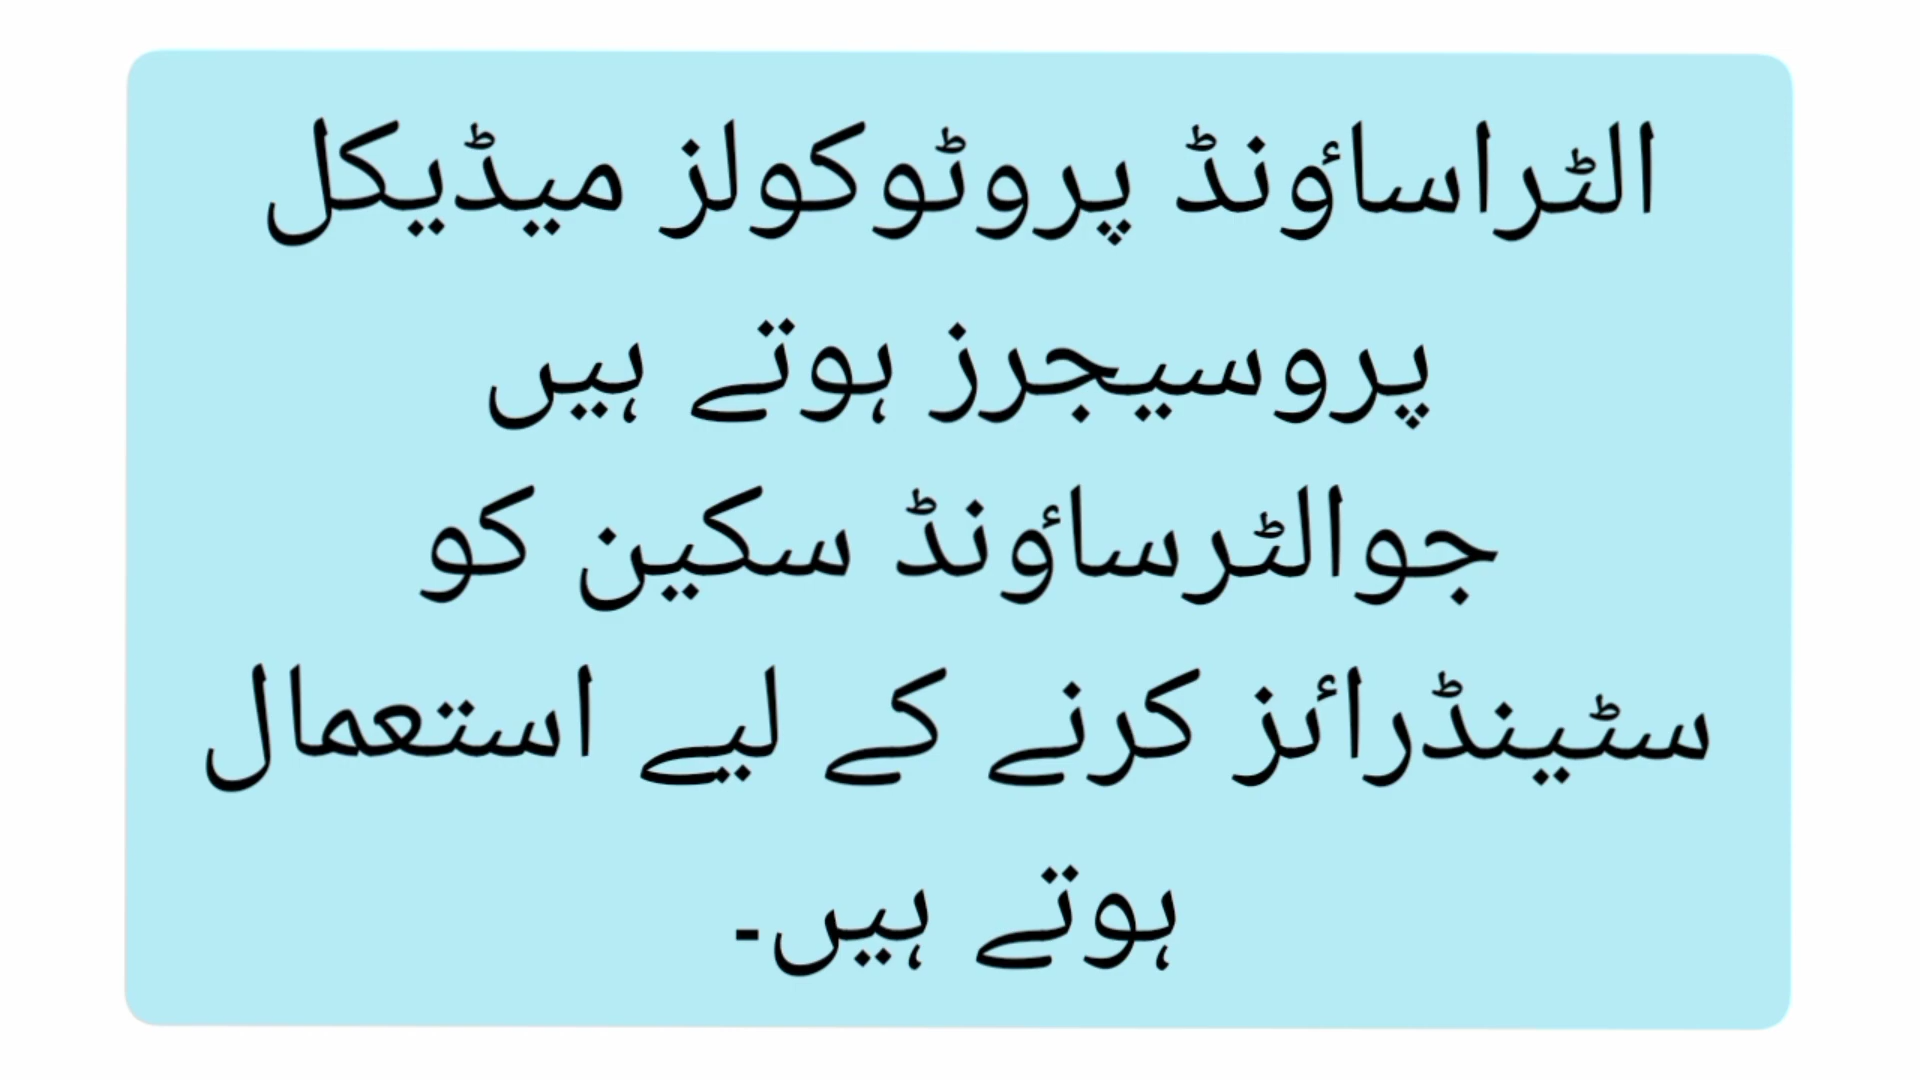 الٹراساؤنڈ پروٹوکولز میڈیکل
پروسیجرز ہوتے ہیں
جوالٹرساؤنڈ سکین کو
سٹینڈرائز کرنے کے لیے استعمال
ہوتے ہیں۔